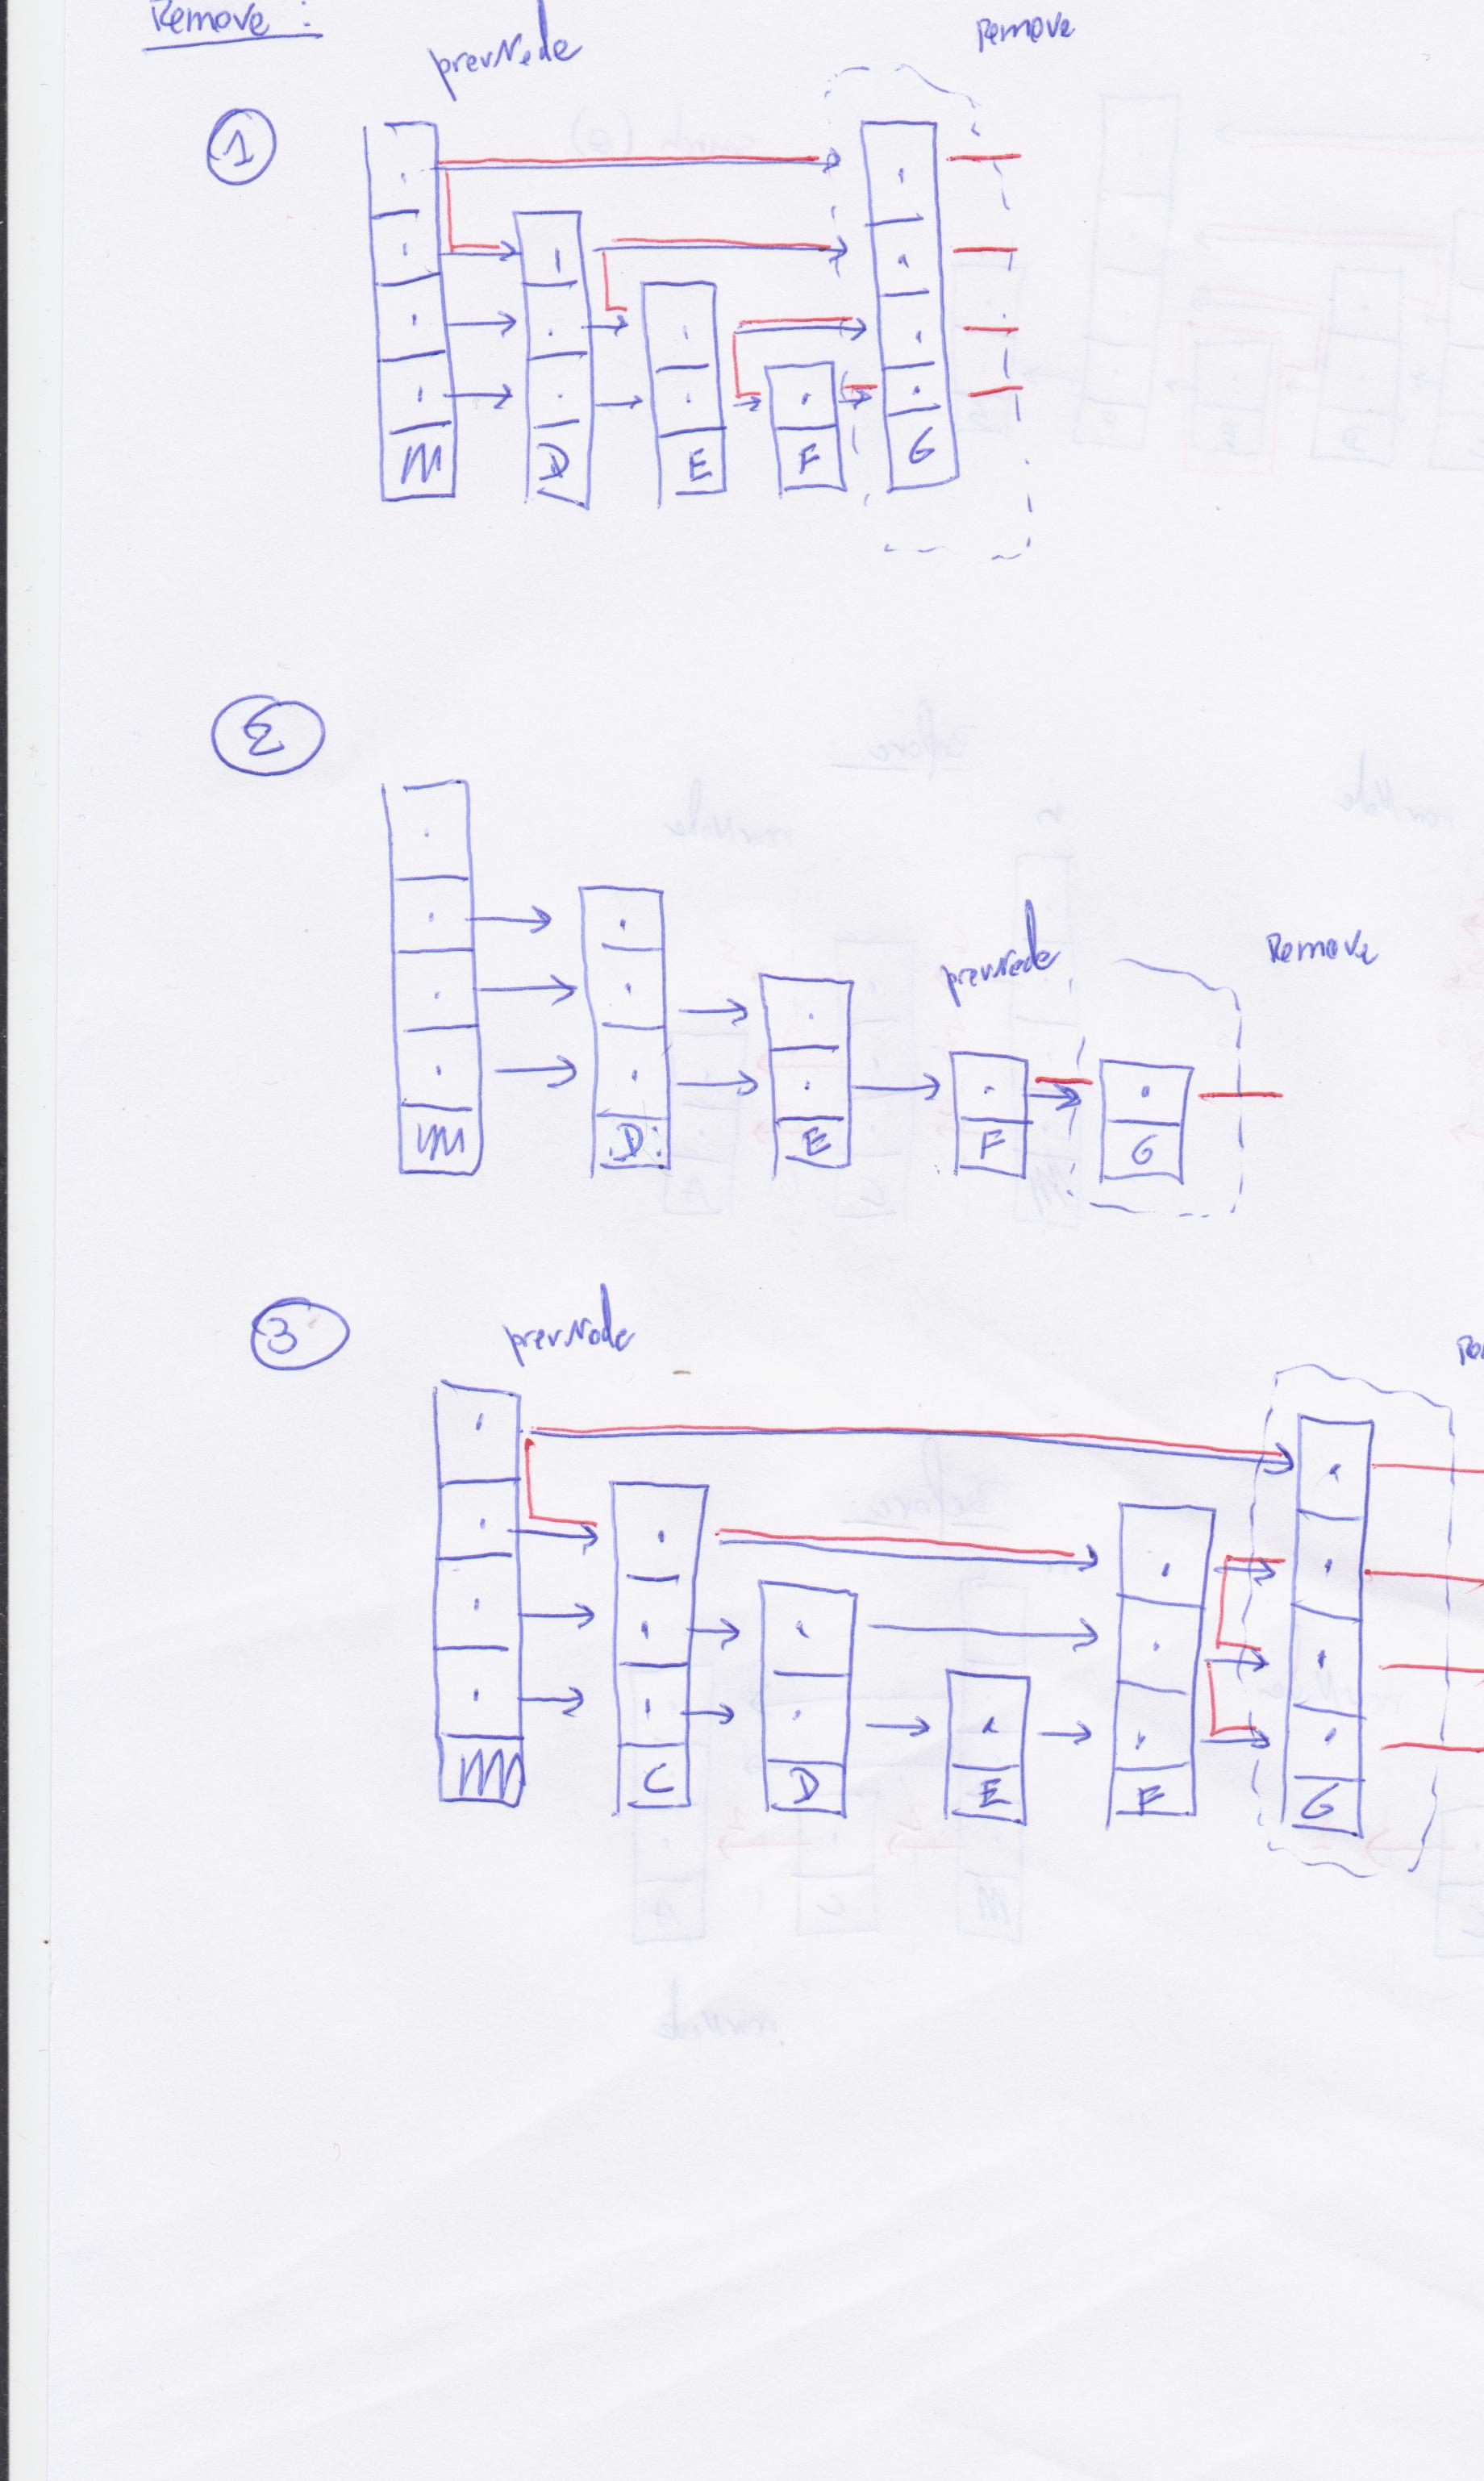 Remove :
prevNode
Remove
1
M D E F G
2
prevNode
Remove
M D E F G
3
prevNode
M C D E F G